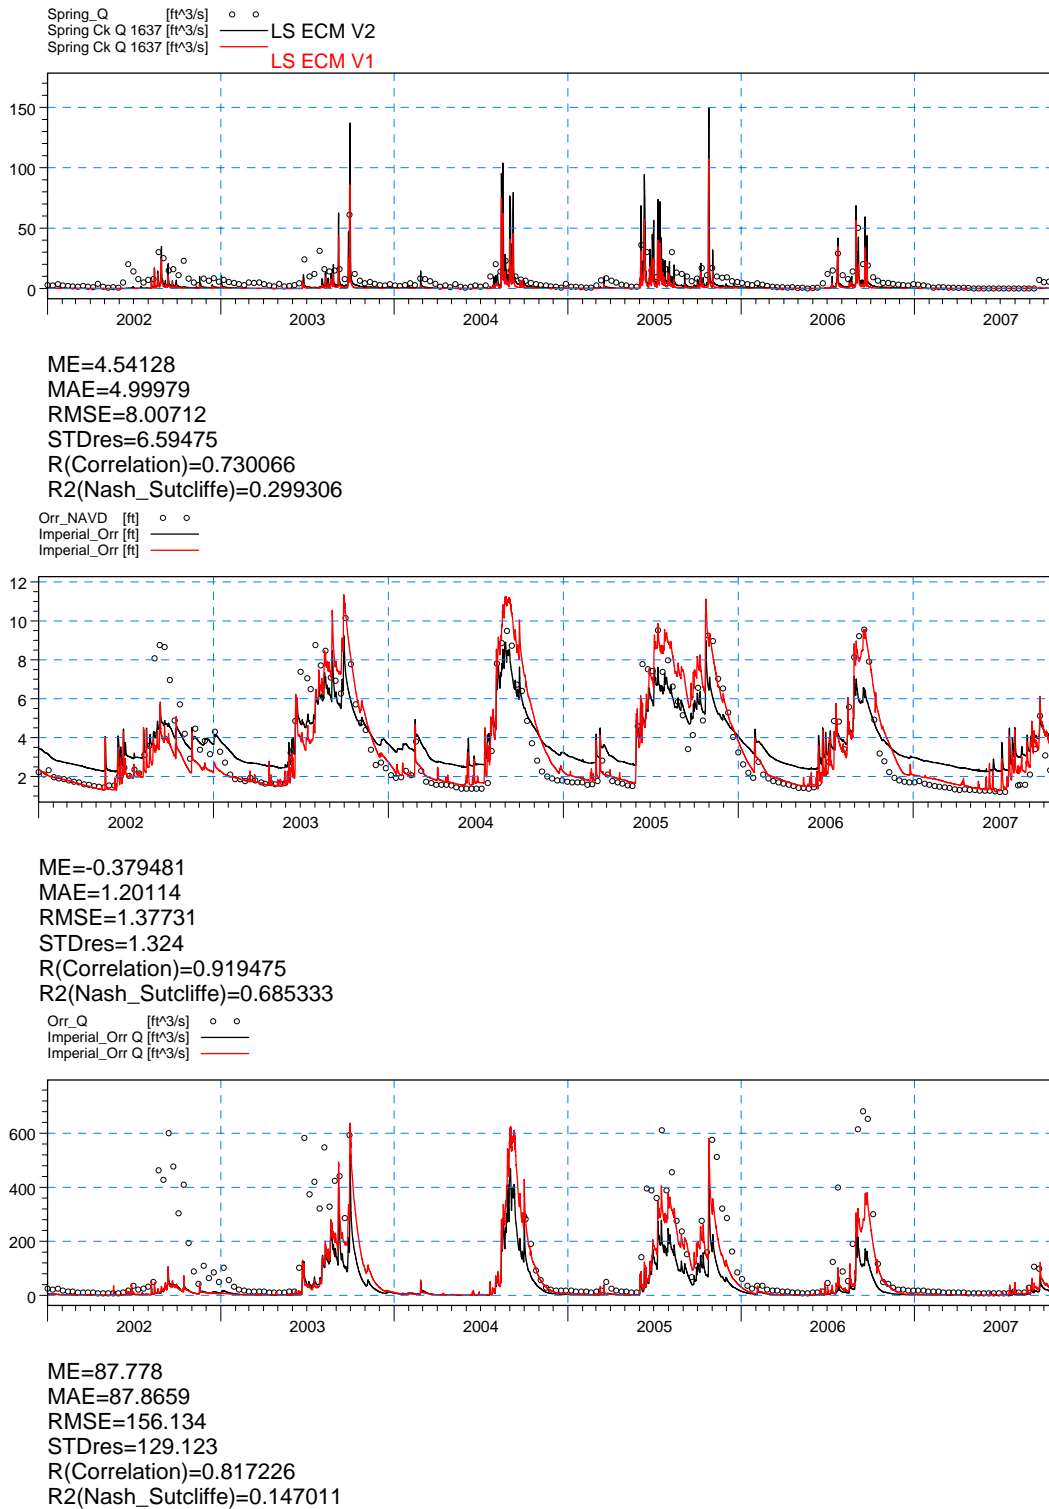 Spring_Q [ft^3/s]
Spring Ck Q 1637 [ft^3/s] LS ECM V2
Spring Ck Q 1637 [ft^3/s] LS ECM V1
150
100
50
0
2002 2003 2004 2005 2006 2007
ME=4.54128
MAE=4.99979
RMSE=8.00712
STDres=6.59475
R(Correlation)=0.730066
R2(Nash_Sutcliffe)=0.299306
Orr_NAVD [ft]
Imperial_Orr [ft]
Imperial_Orr [ft]
12
10
8
6
4
2
2002 2003 2004 2005 2006 2007
ME=-0.379481
MAE=1.20114
RMSE=1.37731
STDres=1.324
R(Correlation)=0.919475
R2(Nash_Sutcliffe)=0.685333
Orr_Q [ft^3/s]
Imperial_Orr Q [ft^3/s]
Imperial_Orr Q [ft^3/s]
600
400
200
0
2002 2003 2004 2005 2006 2007
ME=87.778
MAE=87.8659
RMSE=156.134
STDres=129.123
R(Correlation)=0.817226
R2(Nash_Sutcliffe)=0.147011